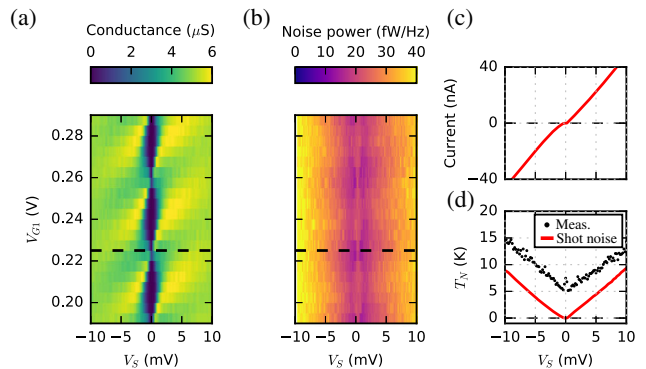 (a)
Conductance (μS)
0 2 4 6
0.28
0.26
0.24
0.22
0.20
V_G1 (V)
−10 −5 0 5 10
V_S (mV)
(b)
Noise power (fW/Hz)
0 10 20 30 40
−10 −5 0 5 10
V_S (mV)
(c)
40
0
−40
Current (nA)
(d)
20
15
10
5
0
T_N (K)
Meas.
Shot noise
−10 −5 0 5 10
V_S (mV)